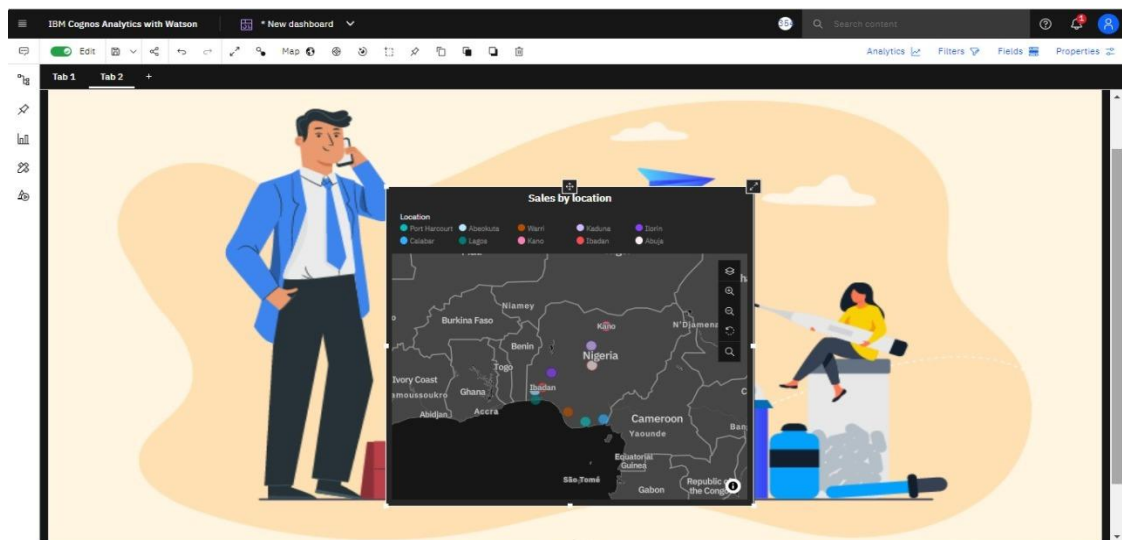 IBM Cognos Analytics with Watson
* New dashboard
Search content
Edit
Map
Analytics
Filters
Fields
Properties
Tab 1
Tab 2
+
Sales by location
Location
Port Harcourt Abeokuta Warri Kaduna Ilorin
Calabar Lagos Kano Ibadan Abuja
Niamey
Burkina Faso
Kano
N'Djamena
Benin
Nigeria
Togo
Ivory Coast
Ghana
Ibadan
amoussoukro
Abidjan
Accra
Cameroon
Ban
Yaounde
Equatorial
Guinea
São Tomé
Gabon
Republic of
the Congo